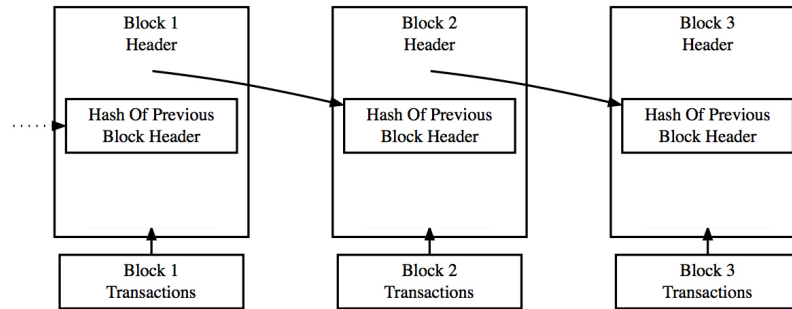 Block 1
Header
Block 2
Header
Block 3
Header
Hash Of Previous
Block Header
Hash Of Previous
Block Header
Hash Of Previous
Block Header
Block 1
Transactions
Block 2
Transactions
Block 3
Transactions